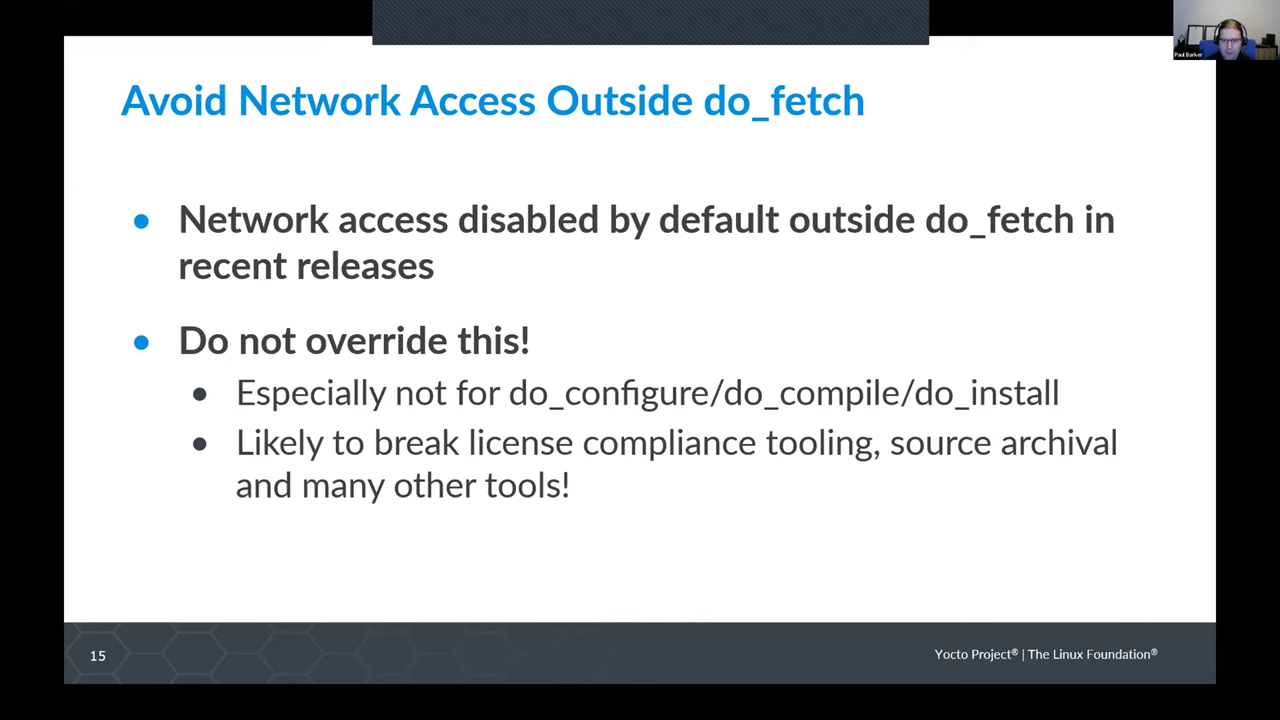 Paul Barker
Avoid Network Access Outside do_fetch
Network access disabled by default outside do_fetch in
recent releases
Do not override this!
Especially not for do_configure/do_compile/do_install
Likely to break license compliance tooling, source archival
and many other tools!
15
Yocto Project® | The Linux Foundation®